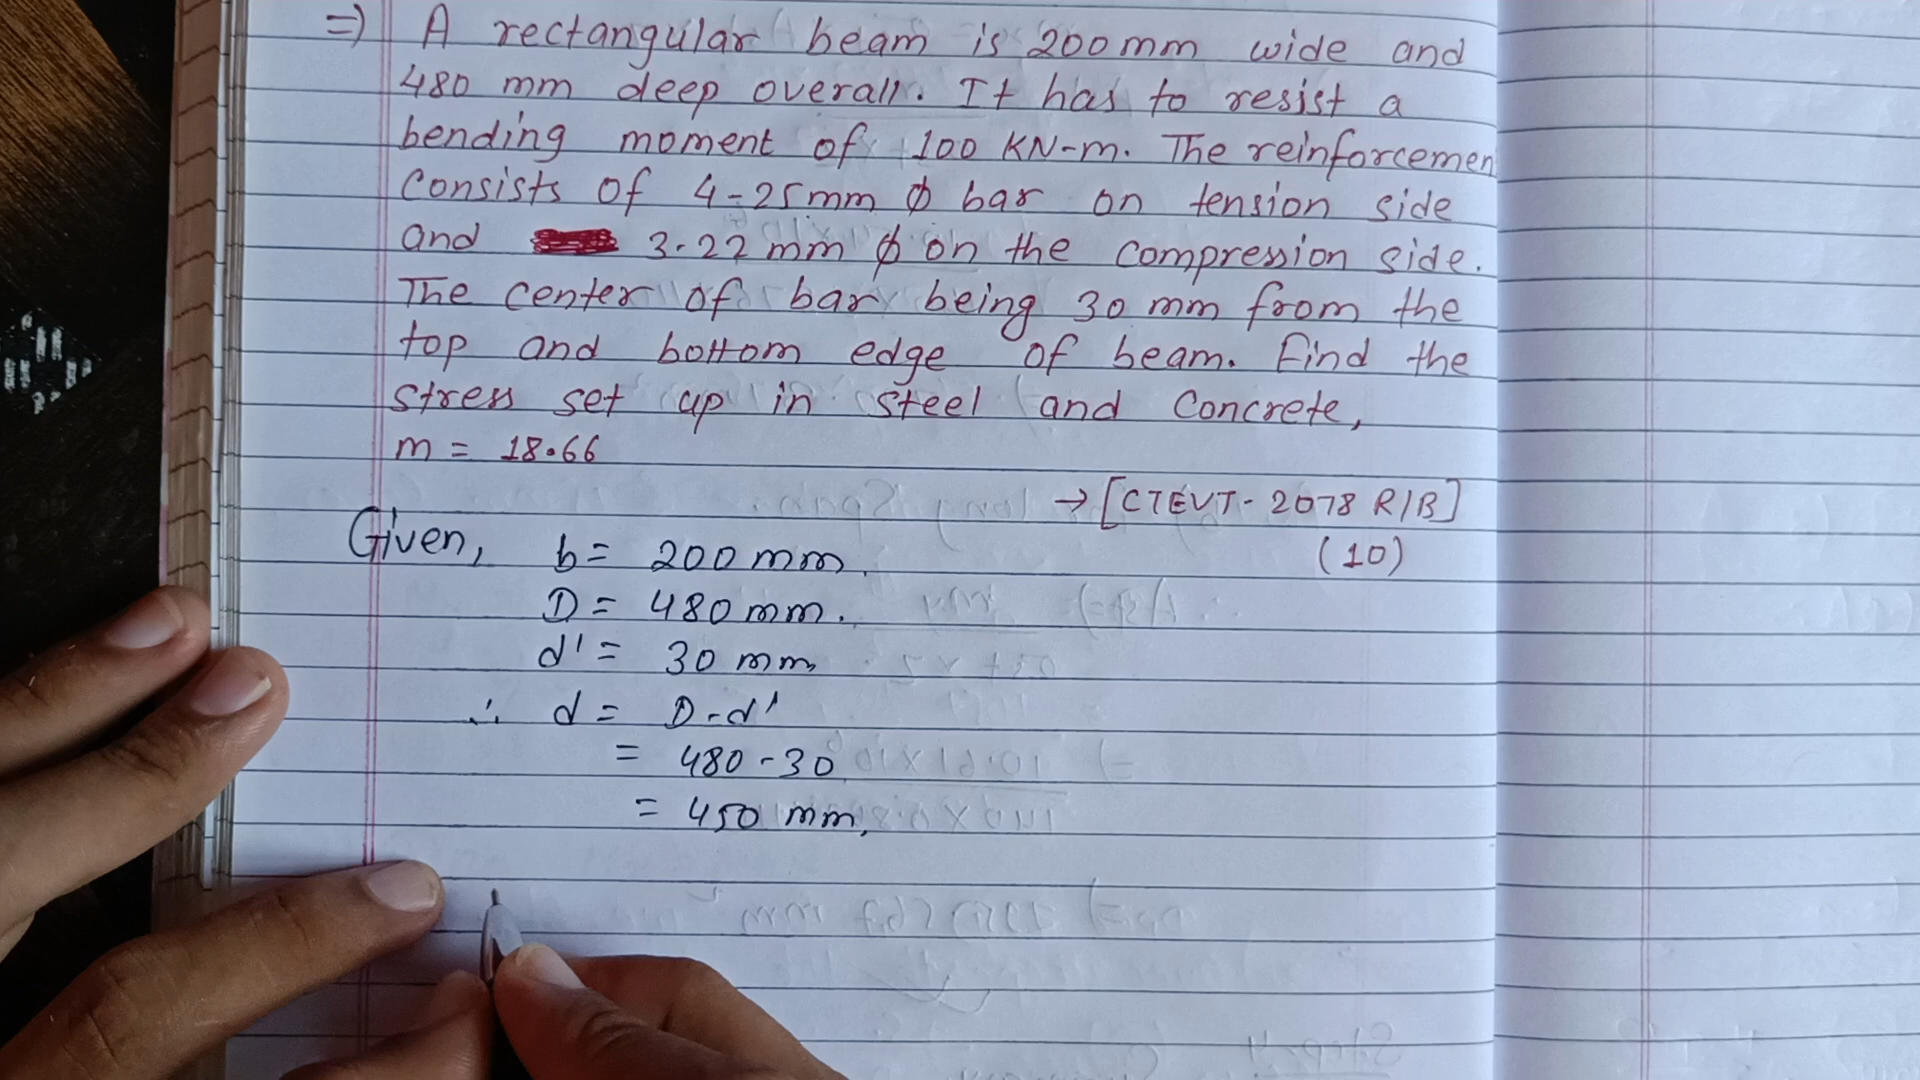 =) A rectangular beam is 200 mm wide and
480 mm deep overall. It has to resist a
bending moment of 100 KN-m. The reinforcemen
consists of 4-25mm φ bar on tension side
and 3-22 mm φ on the compression side.
The center of bar being 30 mm from the
top and bottom edge of beam. Find the
stress set up in steel and concrete,
m = 18.66
→ [CTEVT- 2078 R/B]
(10)
Given, b = 200 mm.
D = 480 mm.
d' = 30 mm
∴ d = D-d'
= 480-30
= 450 mm,